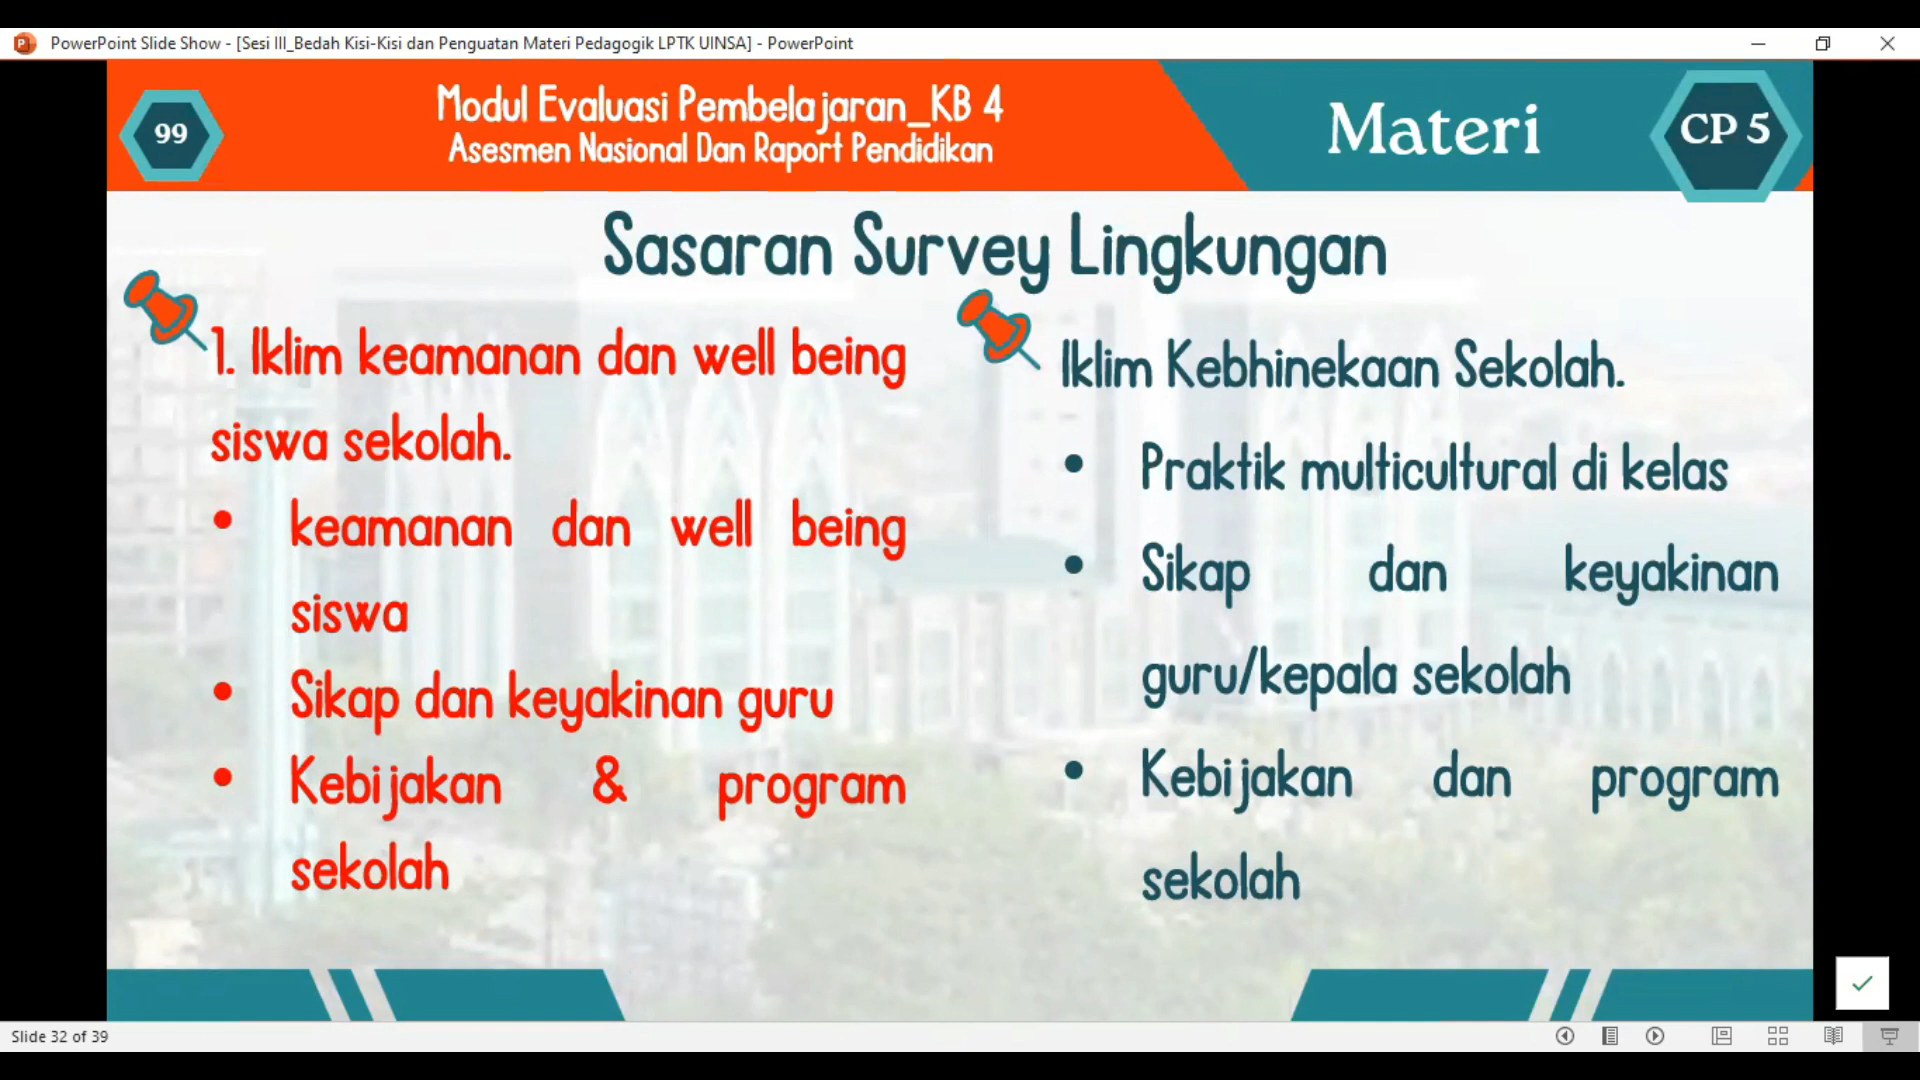 PowerPoint Slide Show - [Sesi III_Bedah Kisi-Kisi dan Penguatan Materi Pedagogik LPTK UINSA] - PowerPoint
99
Modul Evaluasi Pembelajaran_KB 4
Asesmen Nasional Dan Raport Pendidikan
Materi
CP 5
Sasaran Survey Lingkungan
1. Iklim keamanan dan well being
siswa sekolah.
• keamanan dan well being
siswa
• Sikap dan keyakinan guru
• Kebijakan & program
sekolah
Iklim Kebhinekaan Sekolah.
• Praktik multicultural di kelas
• Sikap dan keyakinan
guru/kepala sekolah
• Kebijakan dan program
sekolah
Slide 32 of 39